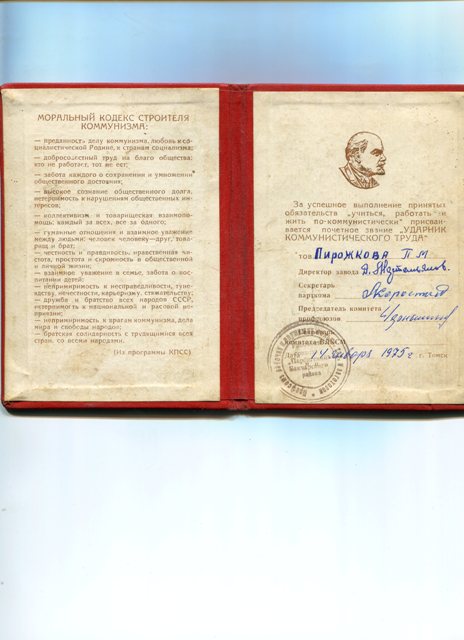 МОРАЛЬНЫЙ КОДЕКС СТРОИТЕЛЯ
КОММУНИЗМА:
— преданность делу коммунизма, любовь к со-
циалистической Родине, к странам социализма;
— добросовестный труд на благо общества:
кто не работает, тот не ест;
— забота каждого о сохранении и умножении
общественного достояния;
— высокое сознание общественного долга,
нетерпимость к нарушениям общественных ин-
тересов;
— коллективизм и товарищеская взаимопо-
мощь: каждый за всех, все за одного;
— гуманные отношения и взаимное уважение
между людьми: человек человеку—друг, това-
рищ и брат;
— честность и правдивость, нравственная чи-
стота, простота и скромность в общественной
и личной жизни;
— взаимное уважение в семье, забота о вос-
питании детей;
— непримиримость к несправедливости, туне-
ядству, нечестности, карьеризму, стяжательству;
— дружба и братство всех народов СССР,
нетерпимость к национальной и расовой не-
приязни;
— непримиримость к врагам коммунизма, дела
мира и свободы народов;
— братская солидарность с трудящимися всех
стран, со всеми народами.
(Из программы КПСС)
За успешное выполнение принятых
обязательств „учиться, работать и
жить по-коммунистически" присваи-
вается почетное звание „УДАРНИК
КОММУНИСТИЧЕСКОГО ТРУДА"
тов. Пирожкова П. М.
Директор завода
Секретарь
парткома
Председатель комитета
профсоюзов
Секретарь
комитета ВЛКСМ
Дата 14 января 1975 г. г. Томск